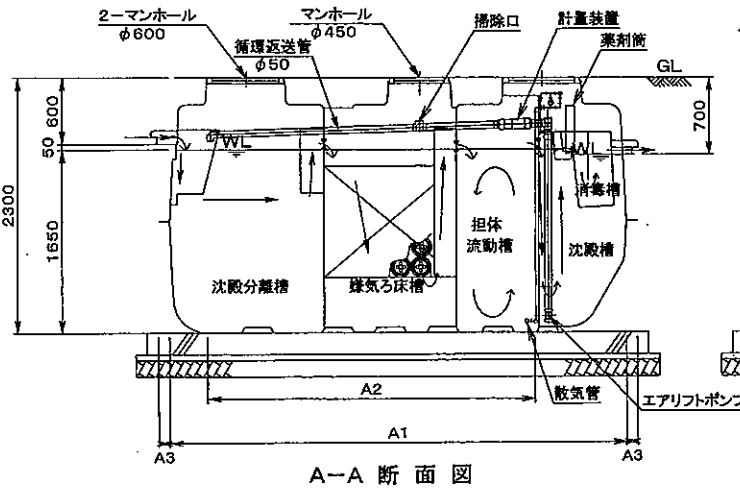 2-マンホール
φ600
マンホール
φ450
掃除口
計量装置
薬剤筒
循環返送管
φ50
GL
600
50
2300
1650
700
WL
WL
消毒槽
担体
流動槽
沈殿槽
沈殿分離槽
嫌気ろ床槽
A2
散気管
エアリフトポンプ
A1
A3
A3
A-A 断面図